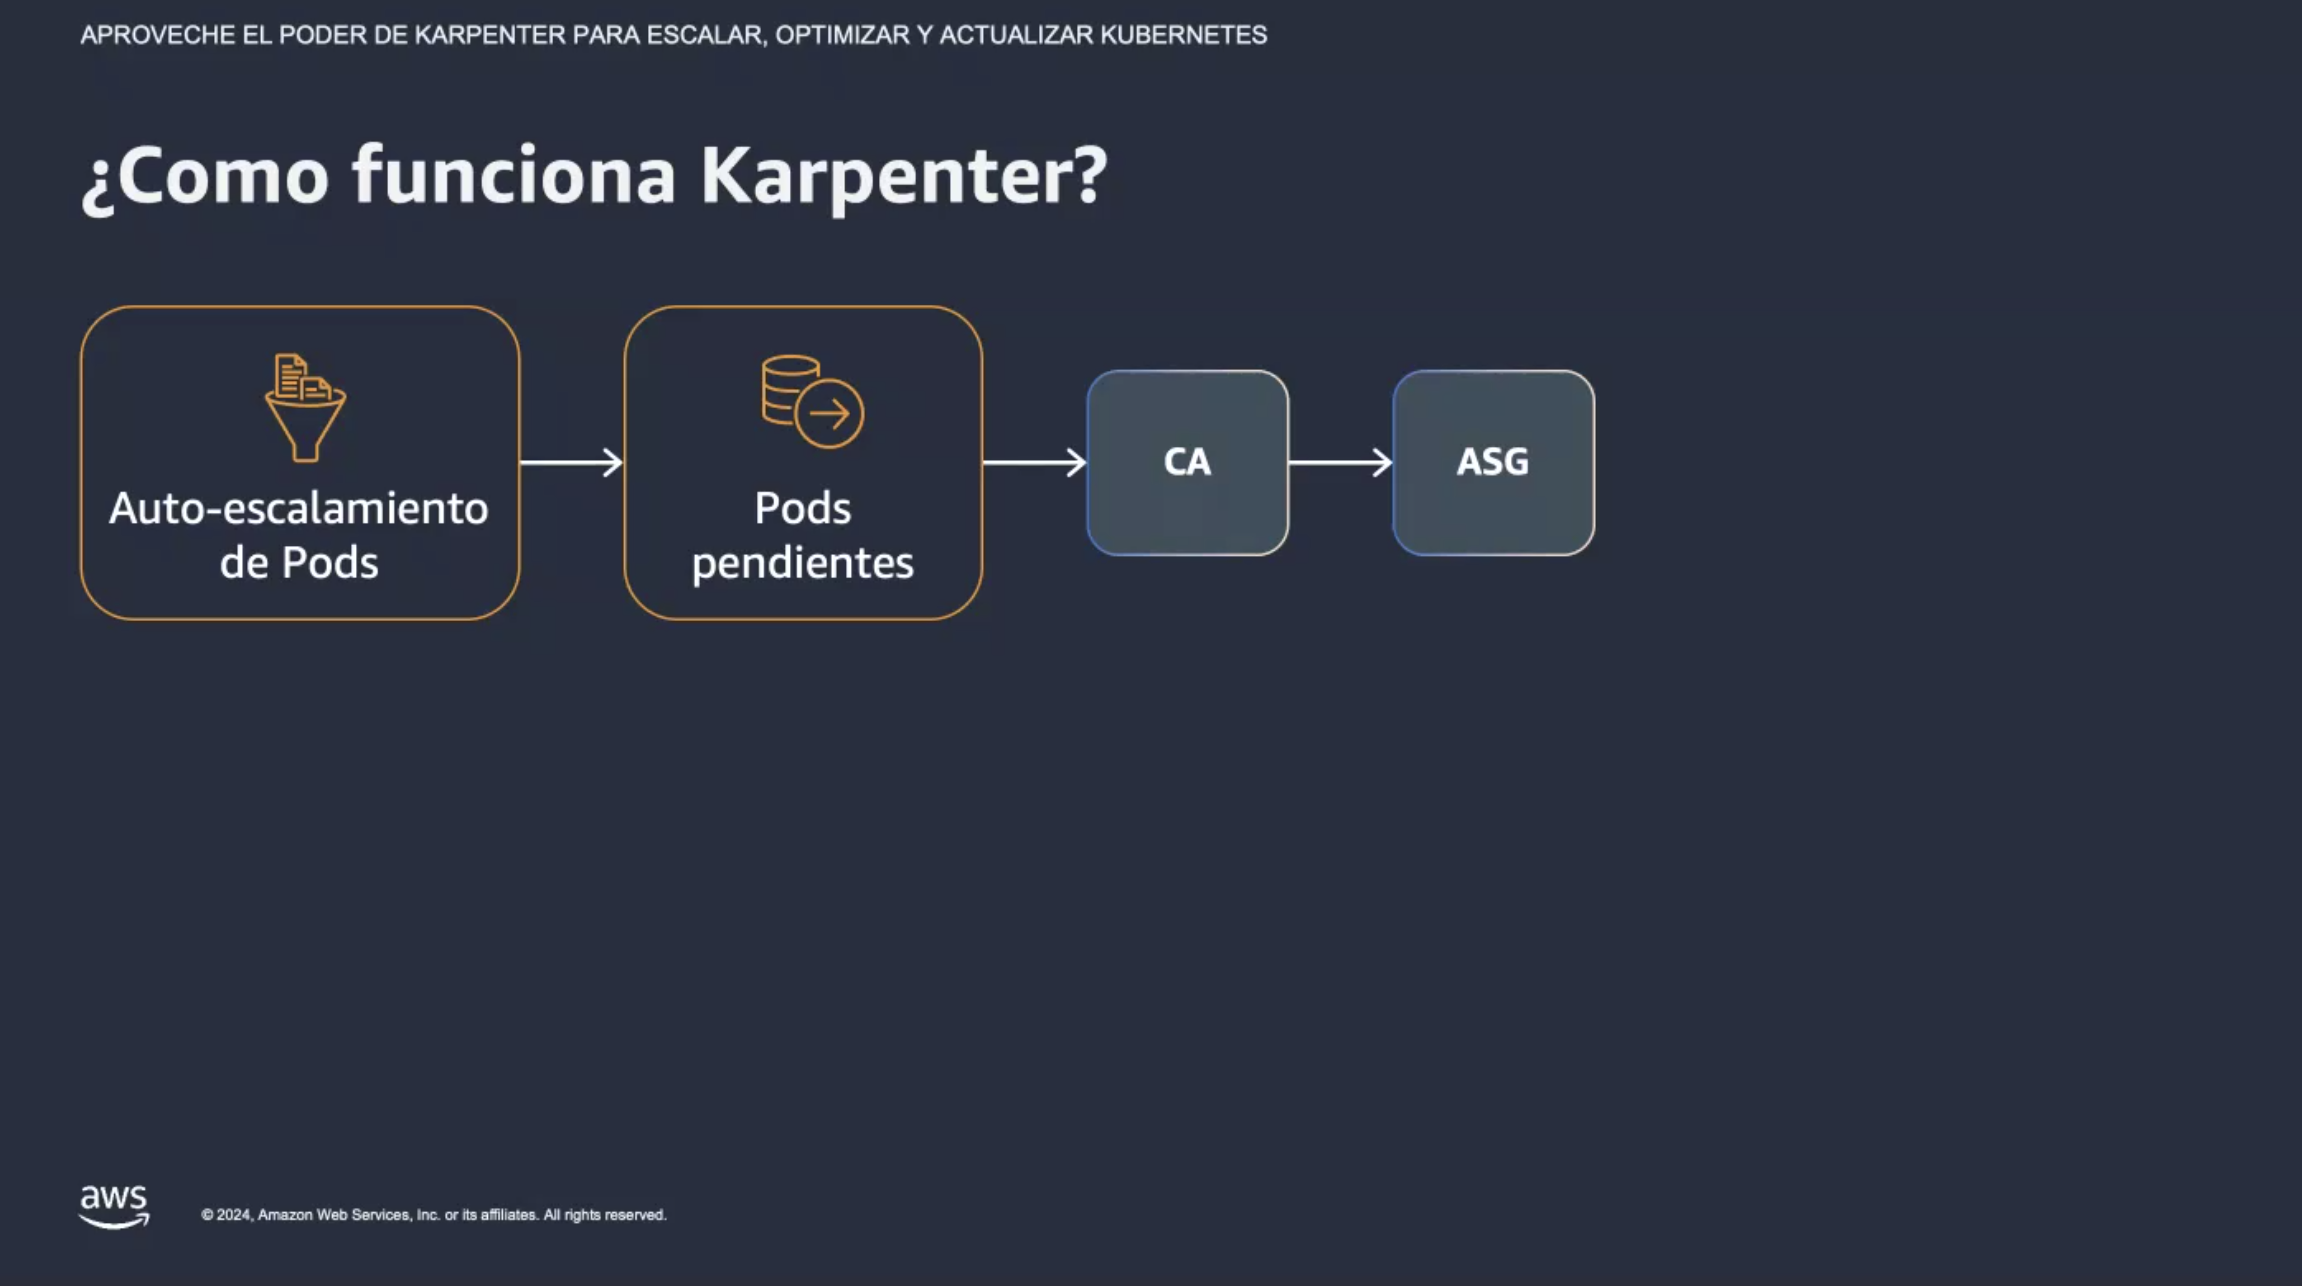 APROVECHE EL PODER DE KARPENTER PARA ESCALAR, OPTIMIZAR Y ACTUALIZAR KUBERNETES
¿Como funciona Karpenter?
Auto-escalamiento
de Pods
Pods
pendientes
CA
ASG
aws
© 2024, Amazon Web Services, Inc. or its affiliates. All rights reserved.